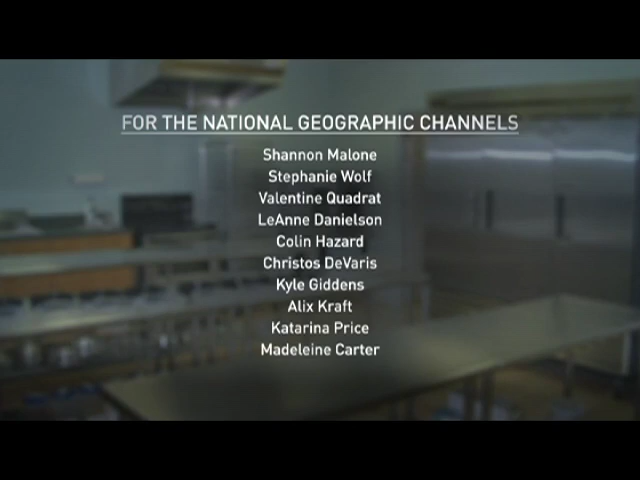 FOR THE NATIONAL GEOGRAPHIC CHANNELS
Shannon Malone
Stephanie Wolf
Valentine Quadrat
LeAnne Danielson
Colin Hazard
Christos DeVaris
Kyle Giddens
Alix Kraft
Katarina Price
Madeleine Carter